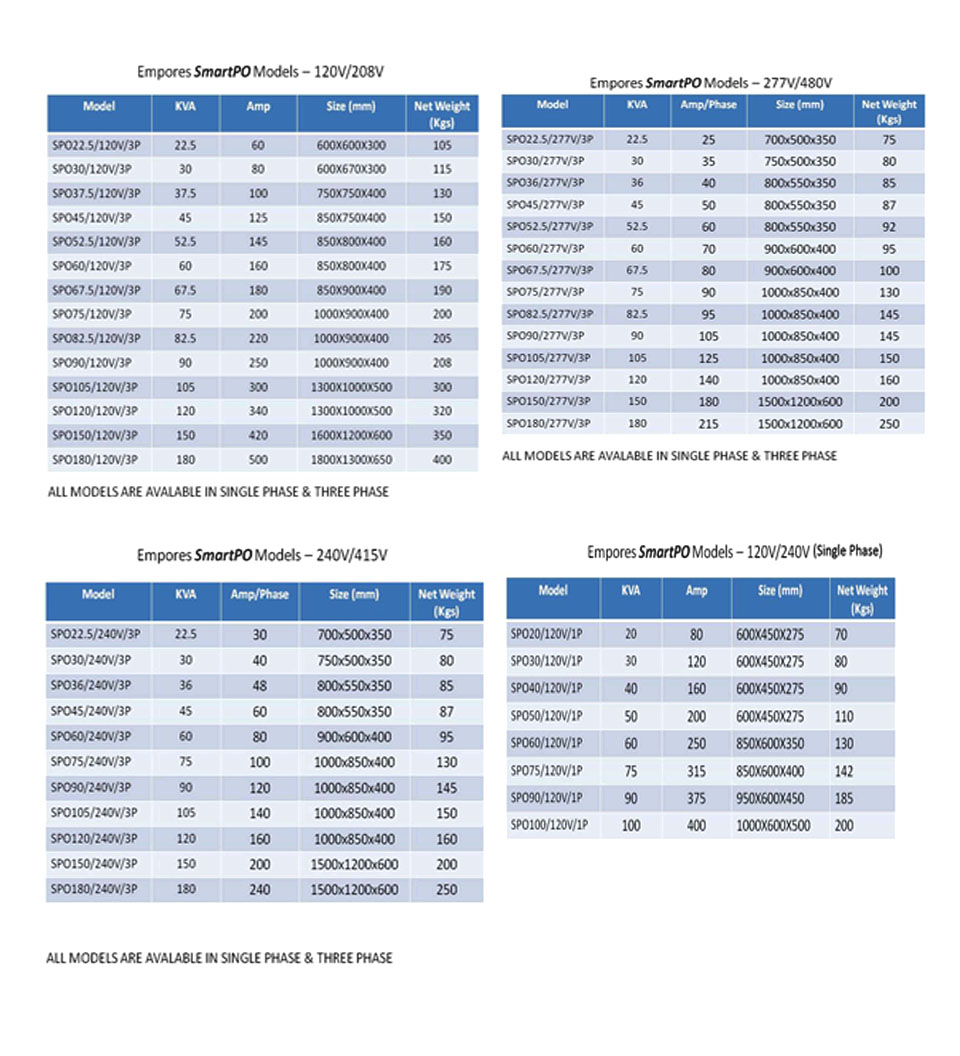 Empores SmartPO Models – 120V/208V
Model KVA Amp Size (mm) Net Weight (Kgs)
SPO22.5/120V/3P 22.5 60 600X600X300 105
SPO30/120V/3P 30 80 600X670X300 115
SPO37.5/120V/3P 37.5 100 750X750X400 130
SPO45/120V/3P 45 125 850X750X400 150
SPO52.5/120V/3P 52.5 145 850X800X400 160
SPO60/120V/3P 60 160 850X800X400 175
SPO67.5/120V/3P 67.5 180 850X900X400 190
SPO75/120V/3P 75 200 1000X900X400 200
SPO82.5/120V/3P 82.5 220 1000X900X400 205
SPO90/120V/3P 90 250 1000X900X400 208
SPO105/120V/3P 105 300 1300X1000X500 300
SPO120/120V/3P 120 340 1300X1000X500 320
SPO150/120V/3P 150 420 1600X1200X600 350
SPO180/120V/3P 180 500 1800X1300X650 400
ALL MODELS ARE AVALABLE IN SINGLE PHASE & THREE PHASE
Empores SmartPO Models – 277V/480V
Model KVA Amp/Phase Size (mm) Net Weight (Kgs)
SPO22.5/277V/3P 22.5 25 700x500x350 75
SPO30/277V/3P 30 35 750x500x350 80
SPO36/277V/3P 36 40 800x550x350 85
SPO45/277V/3P 45 50 800x550x350 87
SPO52.5/277V/3P 52.5 60 800x550x350 92
SPO60/277V/3P 60 70 900x600x400 95
SPO67.5/277V/3P 67.5 80 900x600x400 100
SPO75/277V/3P 75 90 1000x850x400 130
SPO82.5/277V/3P 82.5 95 1000x850x400 145
SPO90/277V/3P 90 105 1000x850x400 145
SPO105/277V/3P 105 125 1000x850x400 150
SPO120/277V/3P 120 140 1000x850x400 160
SPO150/277V/3P 150 180 1500x1200x600 200
SPO180/277V/3P 180 215 1500x1200x600 250
ALL MODELS ARE AVALABLE IN SINGLE PHASE & THREE PHASE
Empores SmartPO Models – 240V/415V
Model KVA Amp/Phase Size (mm) Net Weight (Kgs)
SPO22.5/240V/3P 22.5 30 700x500x350 75
SPO30/240V/3P 30 40 750x500x350 80
SPO36/240V/3P 36 48 800x550x350 85
SPO45/240V/3P 45 60 800x550x350 87
SPO60/240V/3P 60 80 900x600x400 95
SPO75/240V/3P 75 100 1000x850x400 130
SPO90/240V/3P 90 120 1000x850x400 145
SPO105/240V/3P 105 140 1000x850x400 150
SPO120/240V/3P 120 160 1000x850x400 160
SPO150/240V/3P 150 200 1500x1200x600 200
SPO180/240V/3P 180 240 1500x1200x600 250
ALL MODELS ARE AVALABLE IN SINGLE PHASE & THREE PHASE
Empores SmartPO Models – 120V/240V (Single Phase)
Model KVA Amp Size (mm) Net Weight (Kgs)
SPO20/120V/1P 20 80 600X450X275 70
SPO30/120V/1P 30 120 600X450X275 80
SPO40/120V/1P 40 160 600X450X275 90
SPO50/120V/1P 50 200 600X450X275 110
SPO60/120V/1P 60 250 850X600X350 130
SPO75/120V/1P 75 315 850X600X400 142
SPO90/120V/1P 90 375 950X600X450 185
SPO100/120V/1P 100 400 1000X600X500 200